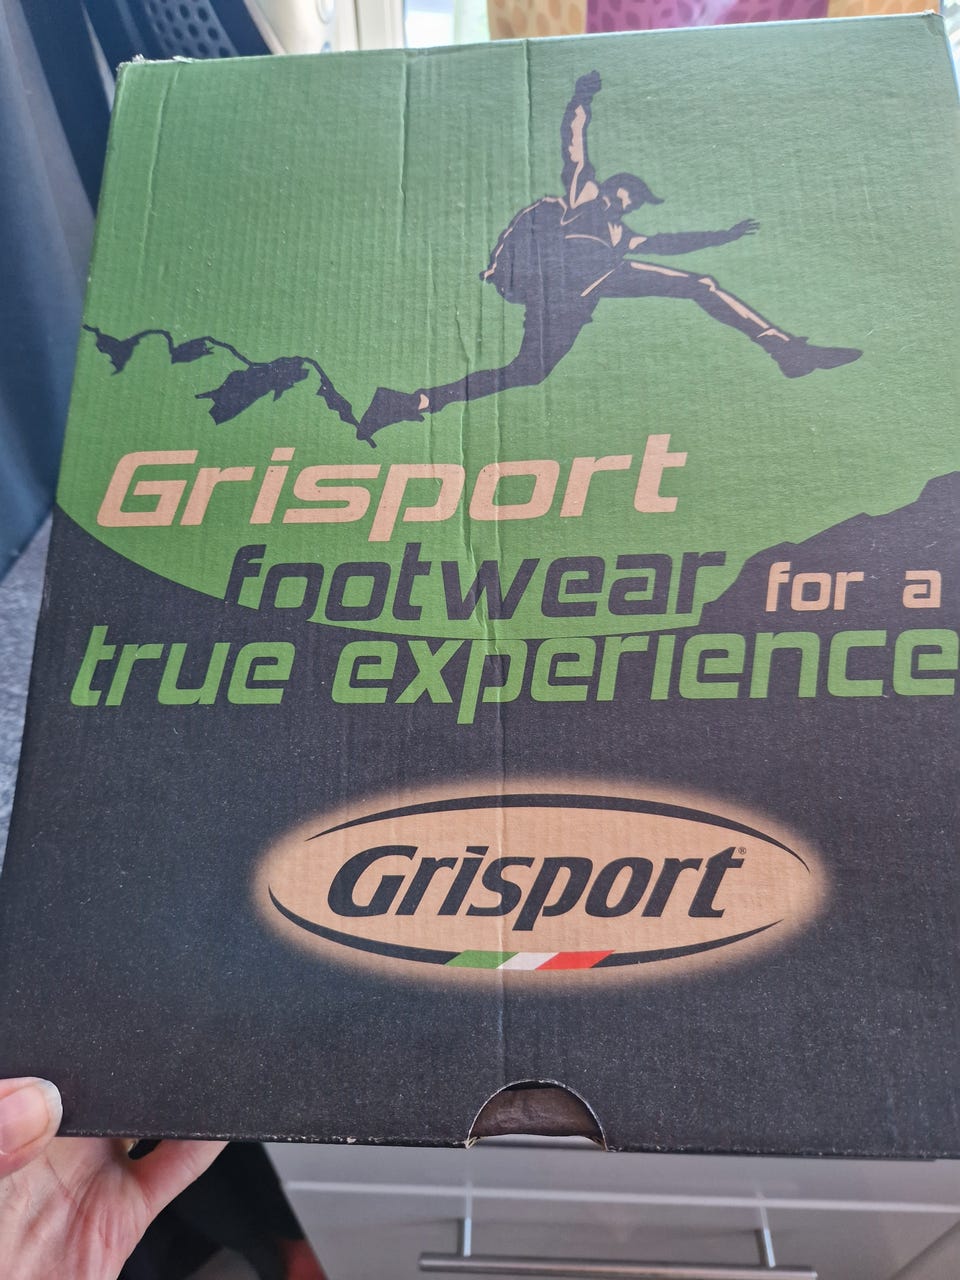 Grisport
footwear for a
true experience
Grisport®